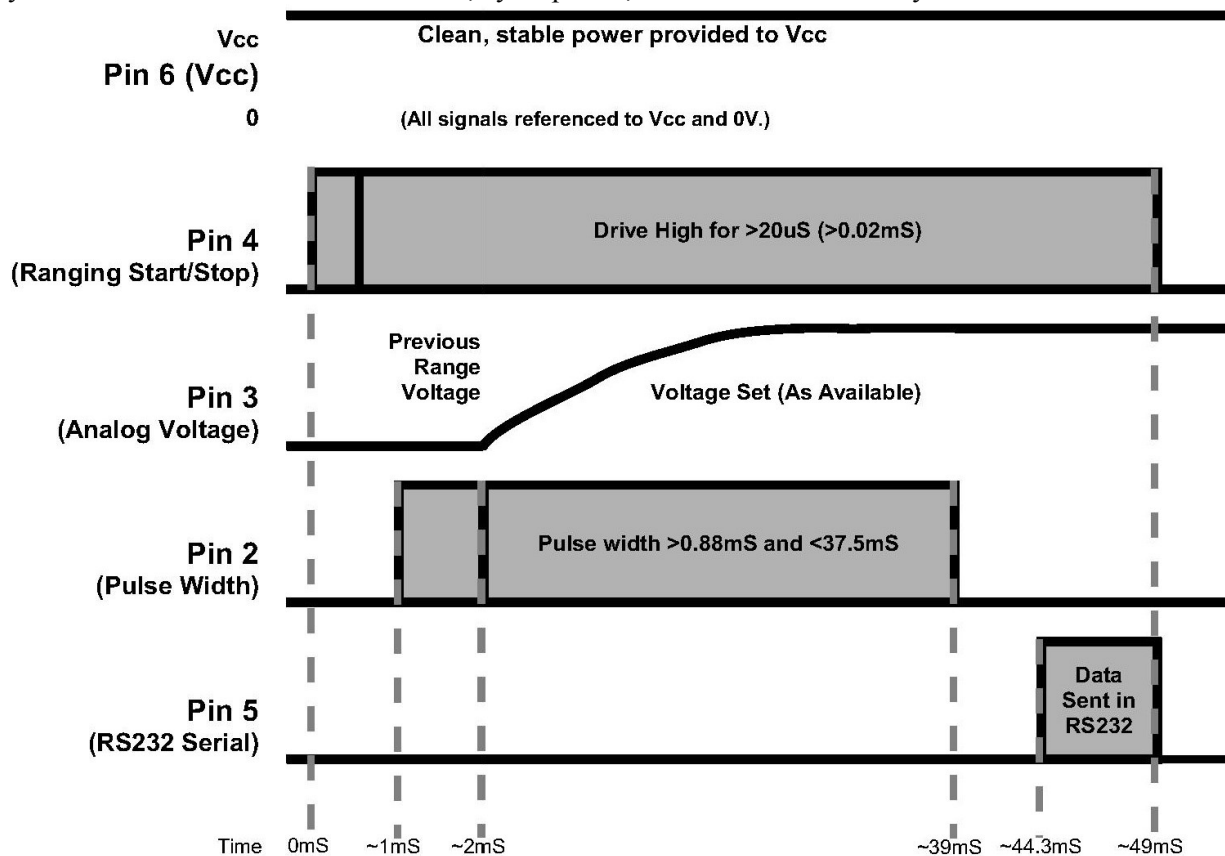 Vcc
Clean, stable power provided to Vcc
Pin 6 (Vcc)
0
(All signals referenced to Vcc and 0V.)
Drive High for >20uS (>0.02mS)
Pin 4
(Ranging Start/Stop)
Previous
Range
Voltage
Voltage Set (As Available)
Pin 3
(Analog Voltage)
Pulse width >0.88mS and <37.5mS
Pin 2
(Pulse Width)
Data
Sent in
RS232
Pin 5
(RS232 Serial)
Time 0mS ~1mS ~2mS ~39mS ~44.3mS ~49mS